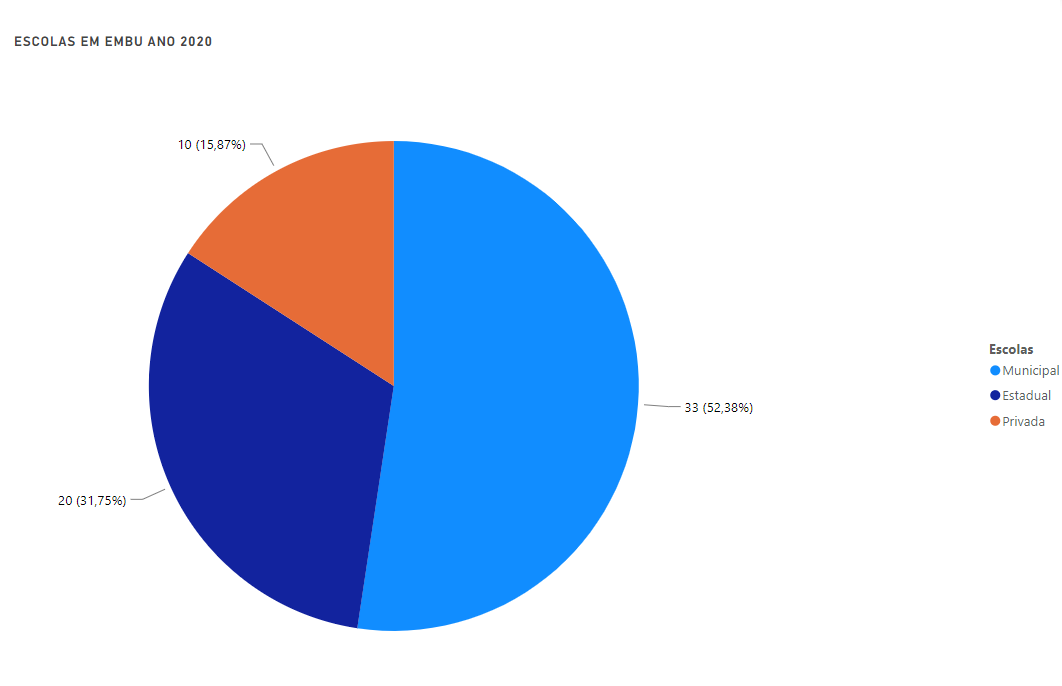 ESCOLAS EM EMBU ANO 2020
10 (15,87%)
33 (52,38%)
20 (31,75%)
Escolas
Municipal
Estadual
Privada